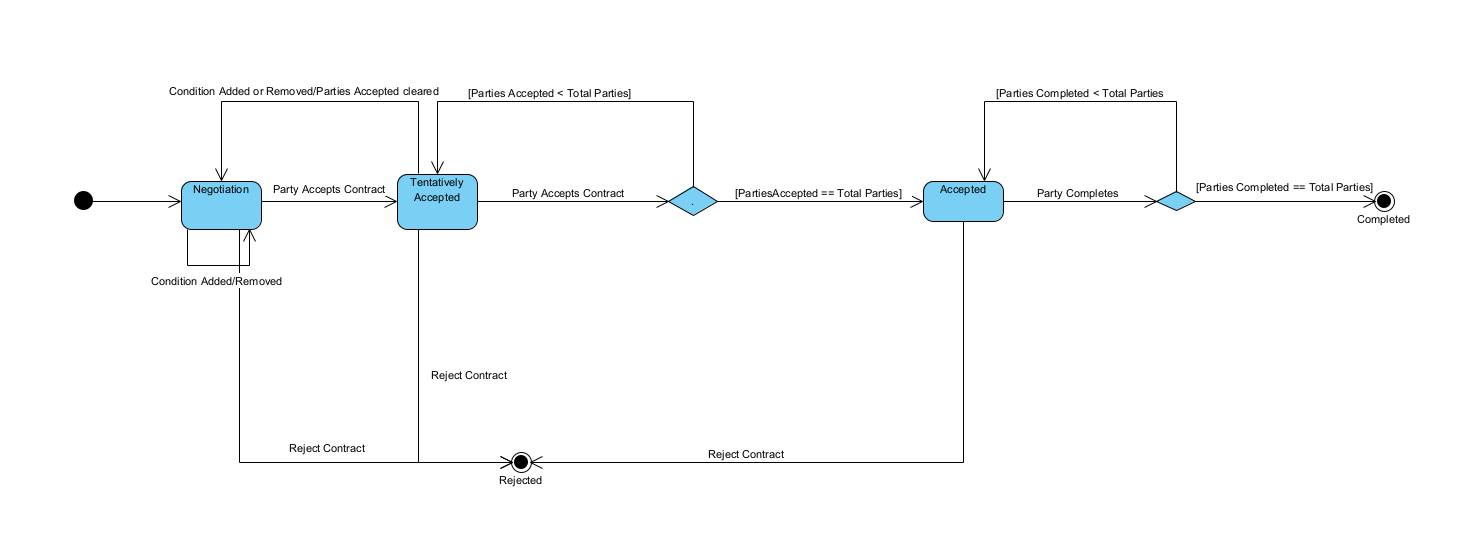 Condition Added or Removed/Parties Accepted cleared
[Parties Accepted < Total Parties]
[Parties Completed < Total Parties
Negotiation
Party Accepts Contract
Tentatively
Accepted
Party Accepts Contract
.
[PartiesAccepted == Total Parties]
Accepted
Party Completes
[Parties Completed == Total Parties]
Completed
Condition Added/Removed
Reject Contract
Reject Contract
Reject Contract
Rejected